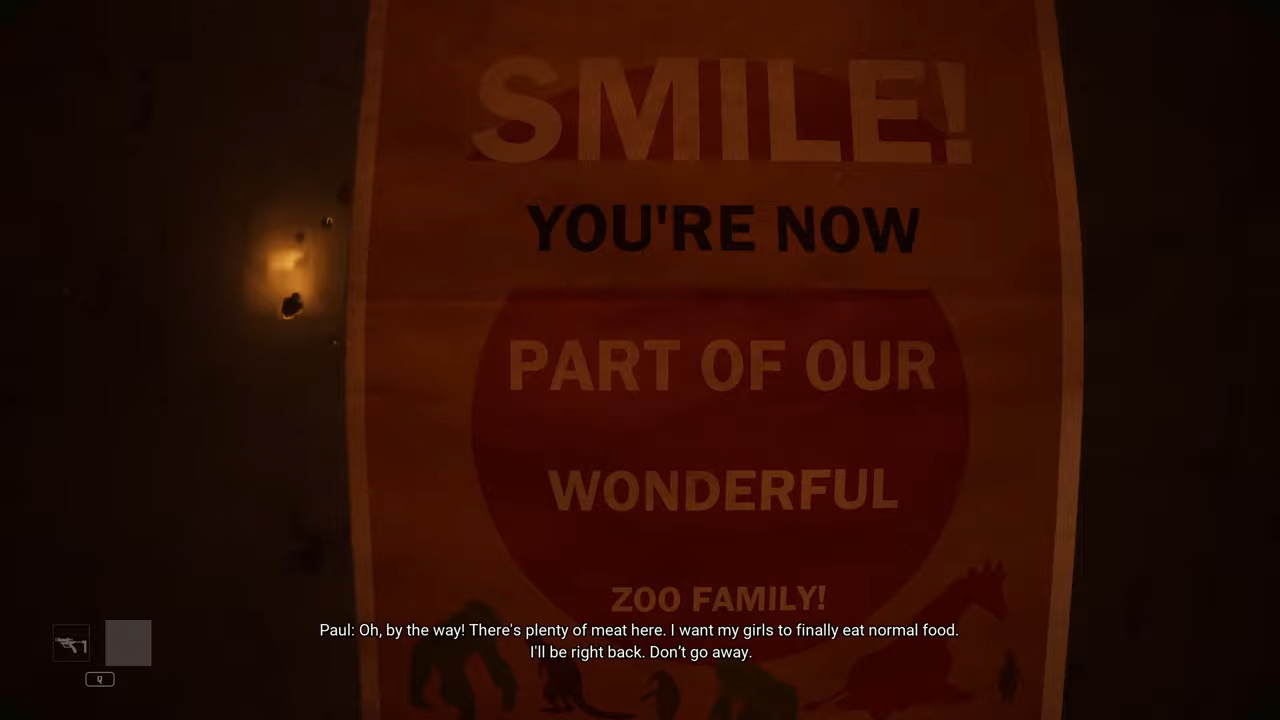 SMILE!
YOU'RE NOW
PART OF OUR
WONDERFUL
ZOO FAMILY!
Paul: Oh, by the way! There's plenty of meat here. I want my girls to finally eat normal food.
I'll be right back. Don't go away.
Q